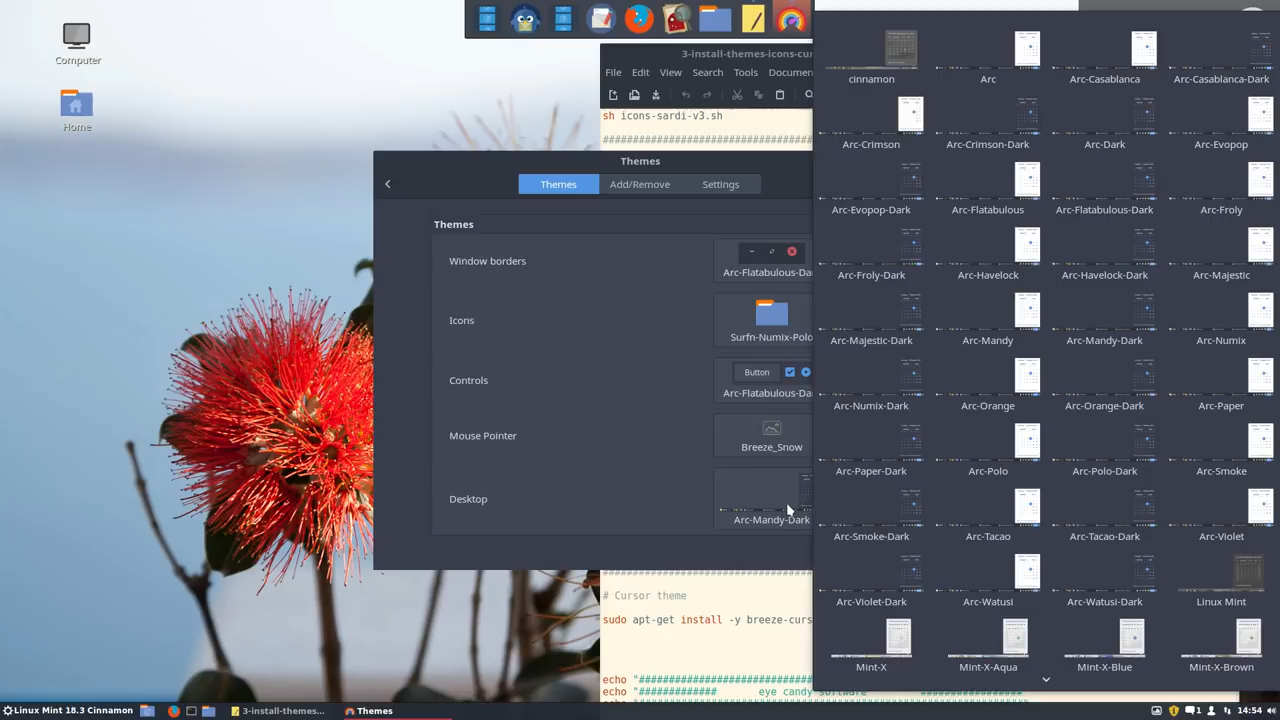 Computer
Home
3-install-themes-icons-cur
File Edit View Search Tools Documen
sh icons-sardi-v3.sh
########################################
Themes
Themes Add/Remove Settings
Themes
Window borders
Arc-Flatabulous-Da
Icons
Surfn-Numix-Polo
Controls
Button
Arc-Flatabulous-Da
Mouse Pointer
Breeze_Snow
Desktop
Arc-Mandy-Dark
# Cursor theme
sudo apt-get install -y breeze-curs
echo "##############################
echo "############# eye candy software ###################
echo "
cinnamon Arc Arc-Casablanca Arc-Casablanca-Dark
Arc-Crimson Arc-Crimson-Dark Arc-Dark Arc-Evopop
Arc-Evopop-Dark Arc-Flatabulous Arc-Flatabulous-Dark Arc-Froly
Arc-Froly-Dark Arc-Havelock Arc-Havelock-Dark Arc-Majestic
Arc-Majestic-Dark Arc-Mandy Arc-Mandy-Dark Arc-Numix
Arc-Numix-Dark Arc-Orange Arc-Orange-Dark Arc-Paper
Arc-Paper-Dark Arc-Polo Arc-Polo-Dark Arc-Smoke
Arc-Smoke-Dark Arc-Tacao Arc-Tacao-Dark Arc-Violet
Arc-Violet-Dark Arc-Watusi Arc-Watusi-Dark Linux Mint
Mint-X Mint-X-Aqua Mint-X-Blue Mint-X-Brown
Linux Mint 18.3 Cinnamon 3-install-themes... Themes 1 14:54